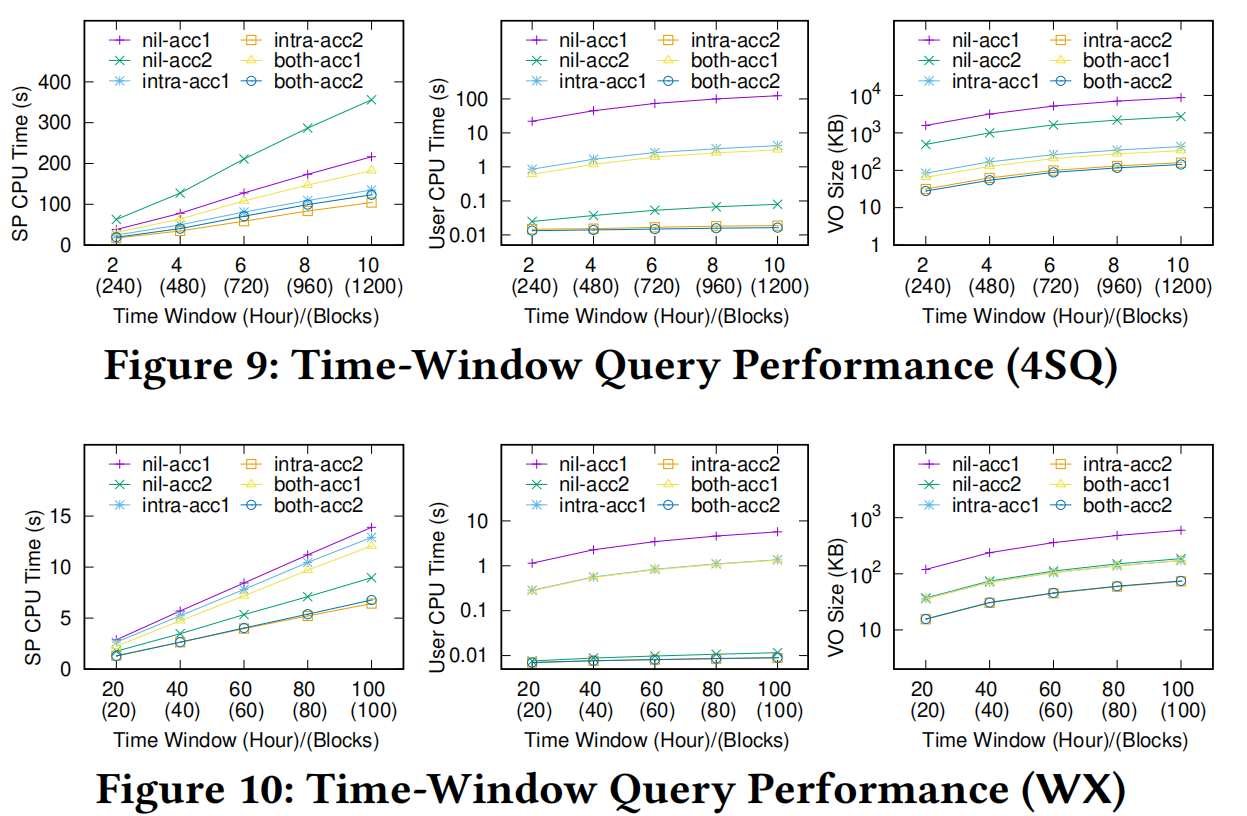 nil-acc1 intra-acc2
nil-acc2 both-acc1
intra-acc1 both-acc2
SP CPU Time (s)
400
300
200
100
0
2 4 6 8 10
(240) (480) (720) (960) (1200)
Time Window (Hour)/(Blocks)
nil-acc1 intra-acc2
nil-acc2 both-acc1
intra-acc1 both-acc2
User CPU Time (s)
100
10
1
0.1
0.01
2 4 6 8 10
(240) (480) (720) (960) (1200)
Time Window (Hour)/(Blocks)
nil-acc1 intra-acc2
nil-acc2 both-acc1
intra-acc1 both-acc2
VO Size (KB)
10⁴
10³
10²
10
1
2 4 6 8 10
(240) (480) (720) (960) (1200)
Time Window (Hour)/(Blocks)
Figure 9: Time-Window Query Performance (4SQ)
nil-acc1 intra-acc2
nil-acc2 both-acc1
intra-acc1 both-acc2
SP CPU Time (s)
15
10
5
0
20 40 60 80 100
(20) (40) (60) (80) (100)
Time Window (Hour)/(Blocks)
nil-acc1 intra-acc2
nil-acc2 both-acc1
intra-acc1 both-acc2
User CPU Time (s)
10
1
0.1
0.01
20 40 60 80 100
(20) (40) (60) (80) (100)
Time Window (Hour)/(Blocks)
nil-acc1 intra-acc2
nil-acc2 both-acc1
intra-acc1 both-acc2
VO Size (KB)
10³
10²
10
20 40 60 80 100
(20) (40) (60) (80) (100)
Time Window (Hour)/(Blocks)
Figure 10: Time-Window Query Performance (WX)